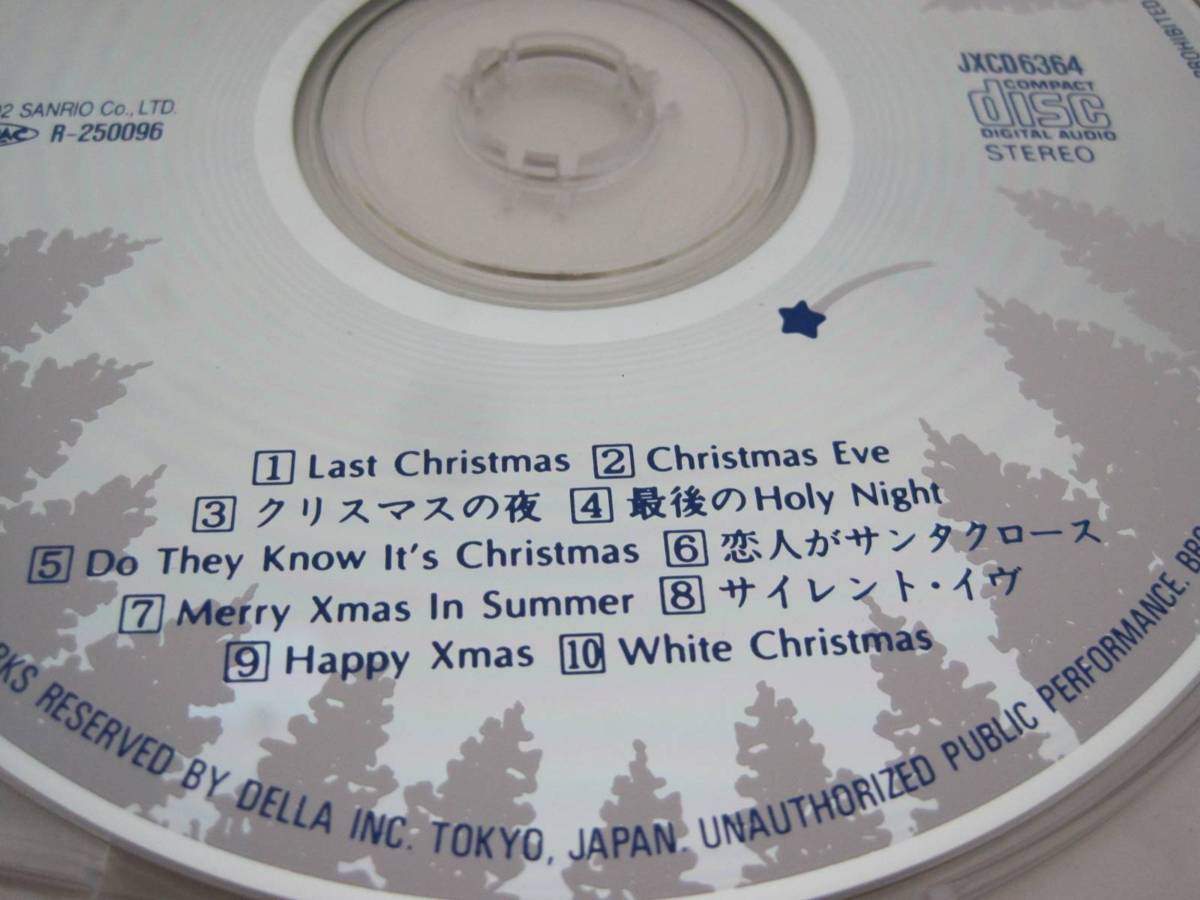 SANRIO Co., LTD.
R-250096
JXCD6364
COMPACT
disc
DIGITAL AUDIO
STEREO
1 Last Christmas 2 Christmas Eve
3 クリスマスの夜 4 最後のHoly Night
5 Do They Know It's Christmas 6 恋人がサンタクロース
7 Merry Xmas In Summer 8 サイレント・イヴ
9 Happy Xmas 10 White Christmas
RESERVED BY DELLA INC. TOKYO, JAPAN. UNAUTHORIZED PUBLIC PERFORMANCE.